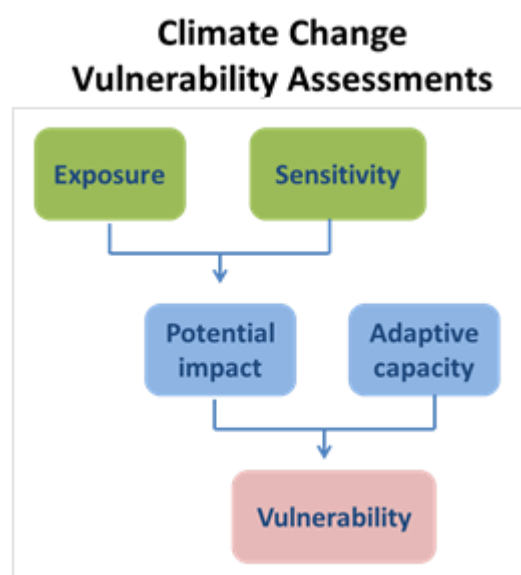 Climate Change
Vulnerability Assessments
Exposure
Sensitivity
Potential
impact
Adaptive
capacity
Vulnerability